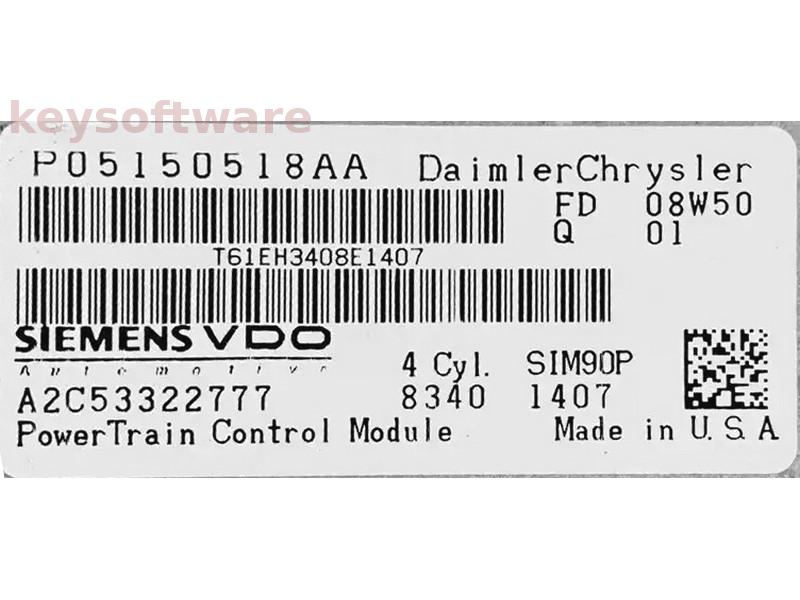 keysoftware
P05150518AA DaimlerChrysler
FD 08W50
Q 01
T61EH3408E1407
SIEMENS VDO
Automotive
4 Cyl. SIM90P
A2C53322777 8340 1407
PowerTrain Control Module Made in U.S.A